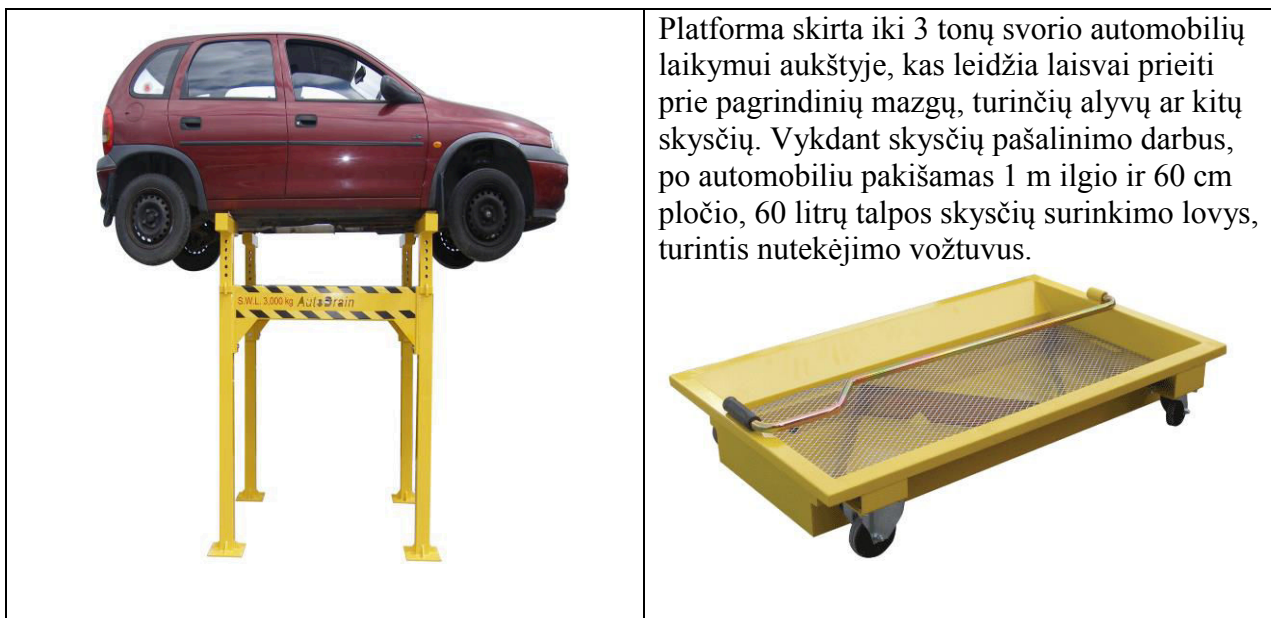 S.W.L. 3,000 kg AutoDrain
Platforma skirta iki 3 tonų svorio automobilių
laikymui aukštyje, kas leidžia laisvai prieiti
prie pagrindinių mazgų, turinčių alyvų ar kitų
skysčių. Vykdant skysčių pašalinimo darbus,
po automobiliu pakišamas 1 m ilgio ir 60 cm
pločio, 60 litrų talpos skysčių surinkimo lovys,
turintis nutekėjimo vožtuvus.